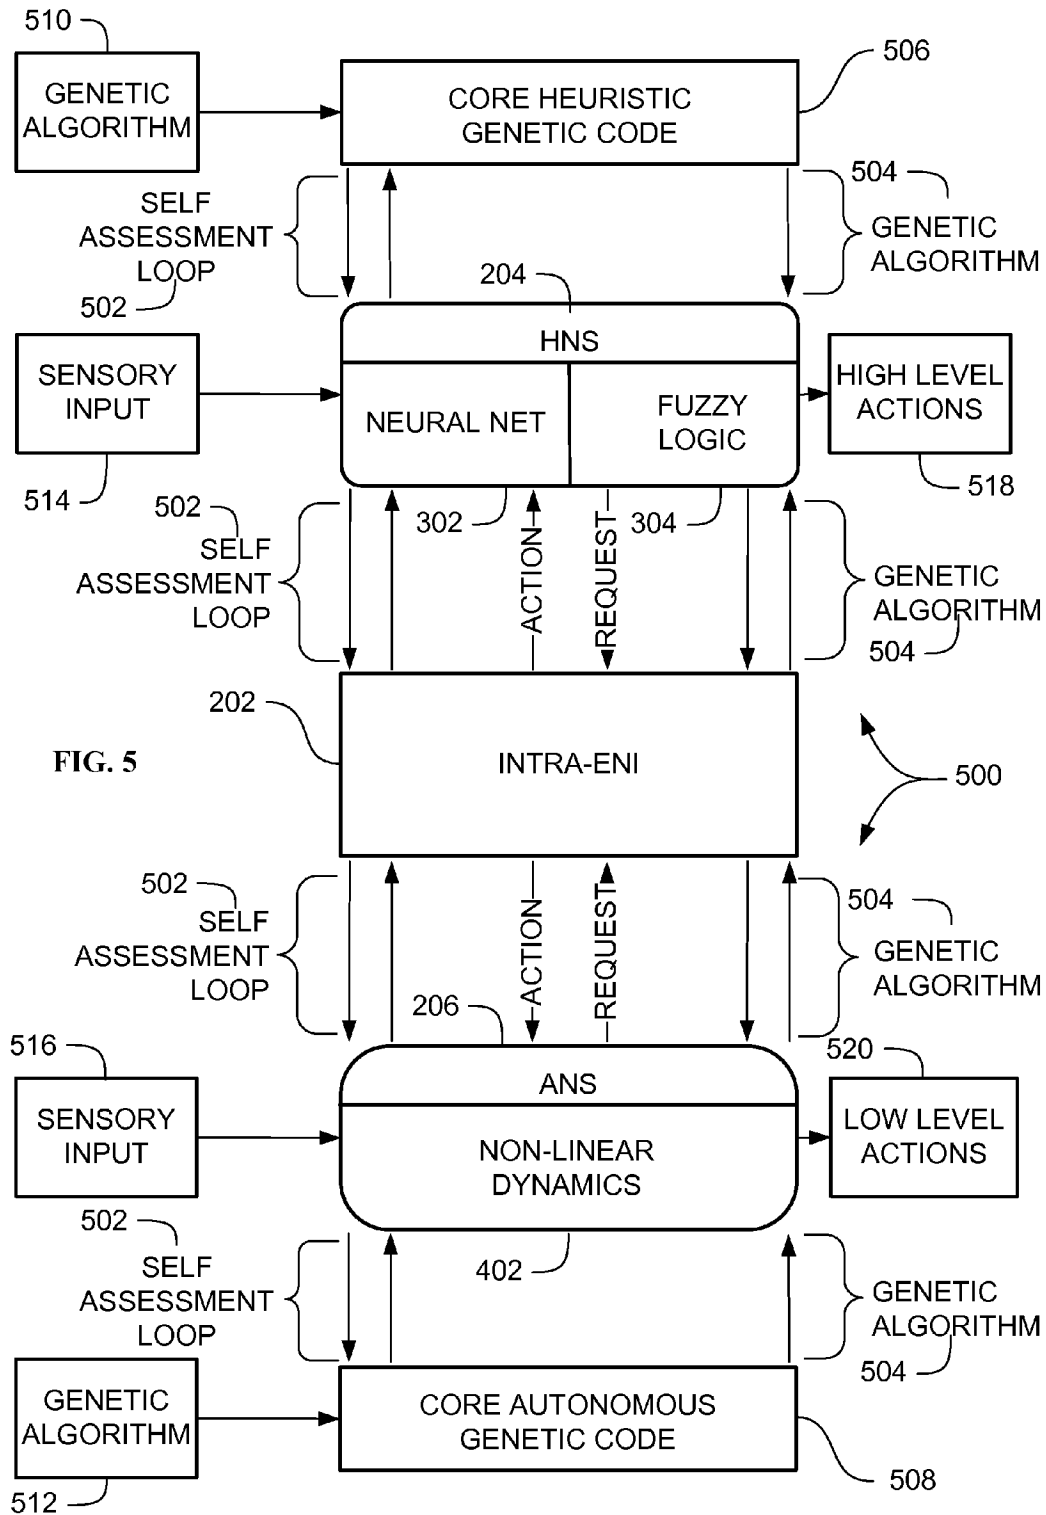 510
GENETIC
ALGORITHM
CORE HEURISTIC
GENETIC CODE
506
SELF
ASSESSMENT
LOOP
502
504
GENETIC
ALGORITHM
204
HNS
SENSORY
INPUT
514
NEURAL NET
FUZZY
LOGIC
HIGH LEVEL
ACTIONS
518
302
304
502
SELF
ASSESSMENT
LOOP
ACTION
REQUEST
GENETIC
ALGORITHM
504
202
INTRA-ENI
FIG. 5
500
502
SELF
ASSESSMENT
LOOP
ACTION
REQUEST
504
GENETIC
ALGORITHM
206
ANS
516
SENSORY
INPUT
NON-LINEAR
DYNAMICS
520
LOW LEVEL
ACTIONS
402
502
SELF
ASSESSMENT
LOOP
GENETIC
ALGORITHM
504
GENETIC
ALGORITHM
512
CORE AUTONOMOUS
GENETIC CODE
508